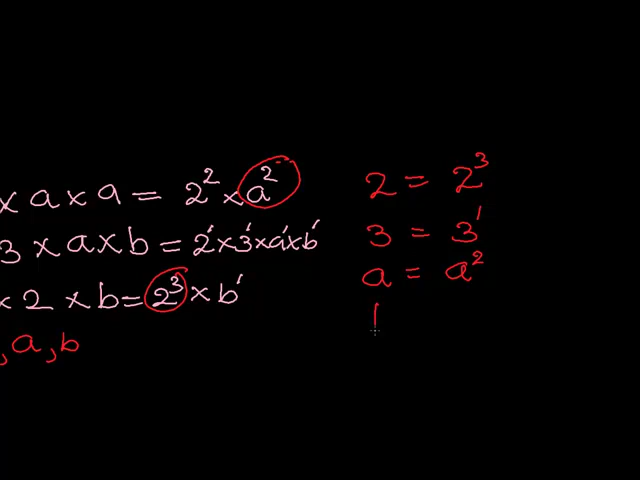 x a x a = 2² x a²
3 x a x b = 2¹ x 3¹ x a¹ x b¹
x 2 x b = 2³ x b¹
, a, b
2 = 2³
3 = 3¹
a = a²